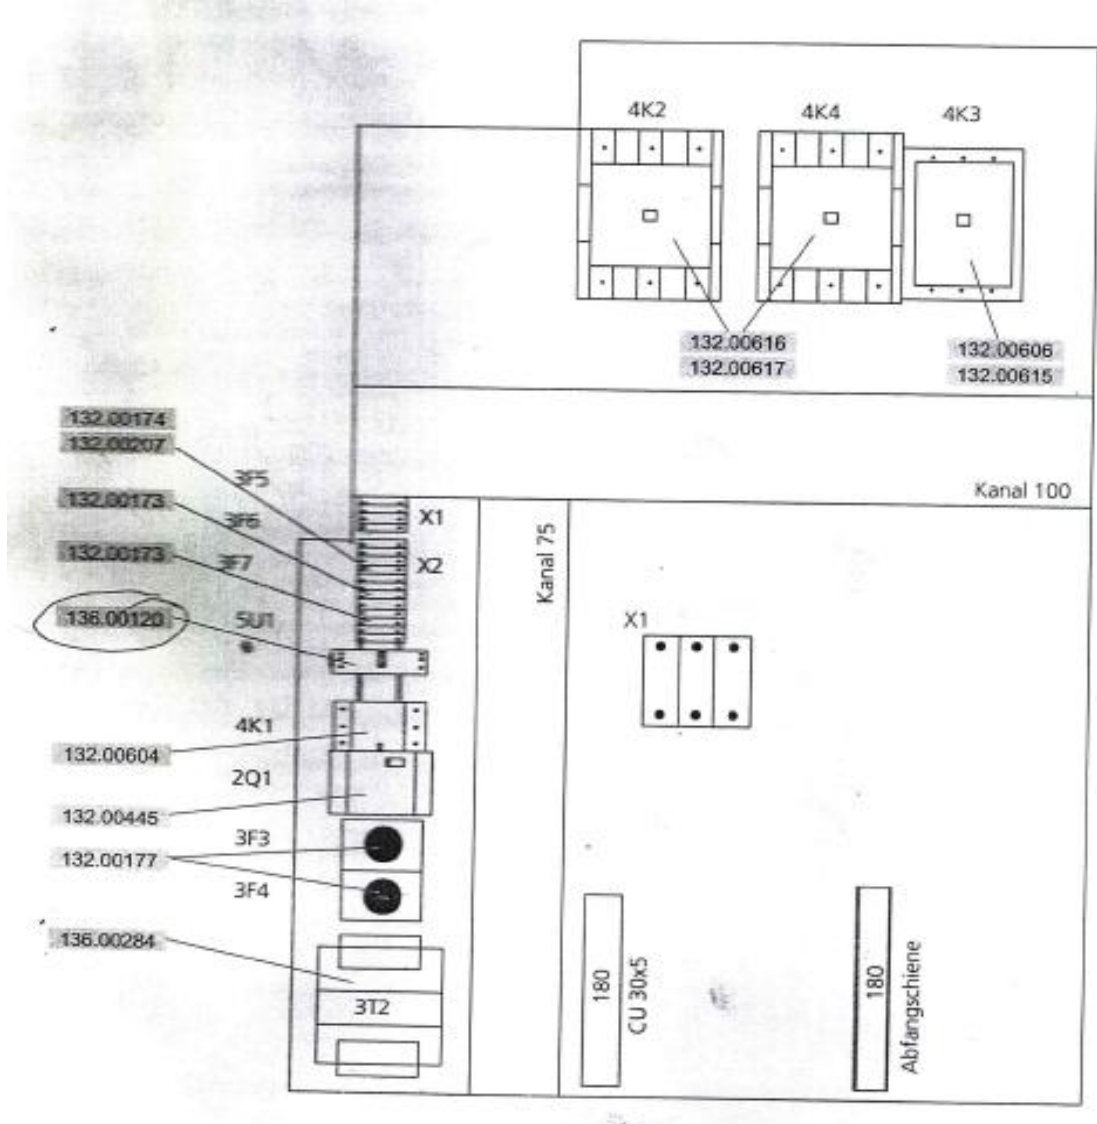 4K2
4K4
4K3
132.00616
132.00617
132.00606
132.00615
132.00174
132.00207
3F5
132.00173
3F6
132.00173
3F7
136.00120
5U1
X1
X2
Kanal 100
Kanal 75
X1
4K1
132.00604
2Q1
132.00445
3F3
132.00177
3F4
136.00284
3T2
180
CU 30x5
180
Abfangschiene